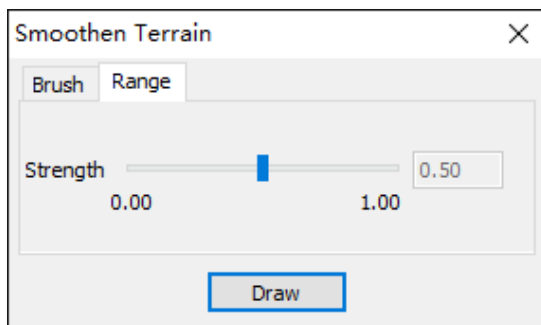 Smoothen Terrain
Brush Range
Strength 0.50
0.00 1.00
Draw